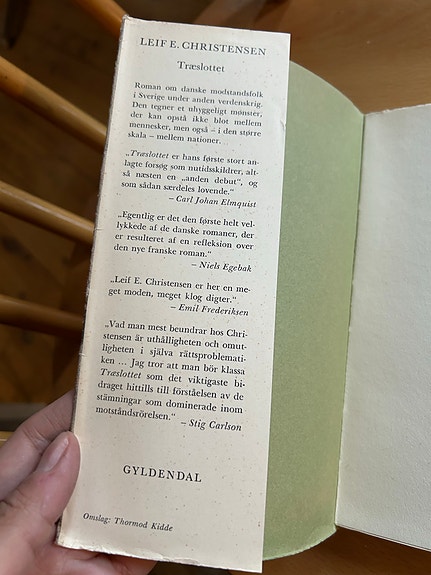 LEIF E. CHRISTENSEN
Træslottet
Roman om danske modstandsfolk
i Sverige under anden verdenskrig.
Den tegner et uhyggeligt mønster,
der kan opstå ikke blot mellem
mennesker, men også – i den større
skala – mellem nationer.
„Træslottet er hans første stort an-
lagte forsøg som nutidsskildrer, alt-
så næsten en „anden debut“, og
som sådan særdeles lovende.“
– Carl Johan Elmquist
„Egentlig er det den første helt vel-
lykkede af de danske romaner, der
er resultatet af en refleksion over
den nye franske roman.“
– Niels Egebak
„Leif E. Christensen er her en me-
get moden, meget klog digter.“
– Emil Frederiksen
„Vad man mest beundrar hos Chri-
stensen är uthålligheten och omut-
ligheten i själva rättsproblemati-
ken ... Jag tror att man bör klassa
Træslottet som det viktigaste bi-
draget hittills till förståelsen av de
stämningar som dominerade inom
motståndsrörelsen.“ – Stig Carlson
GYLDENDAL
Omslag: Thormod Kidde